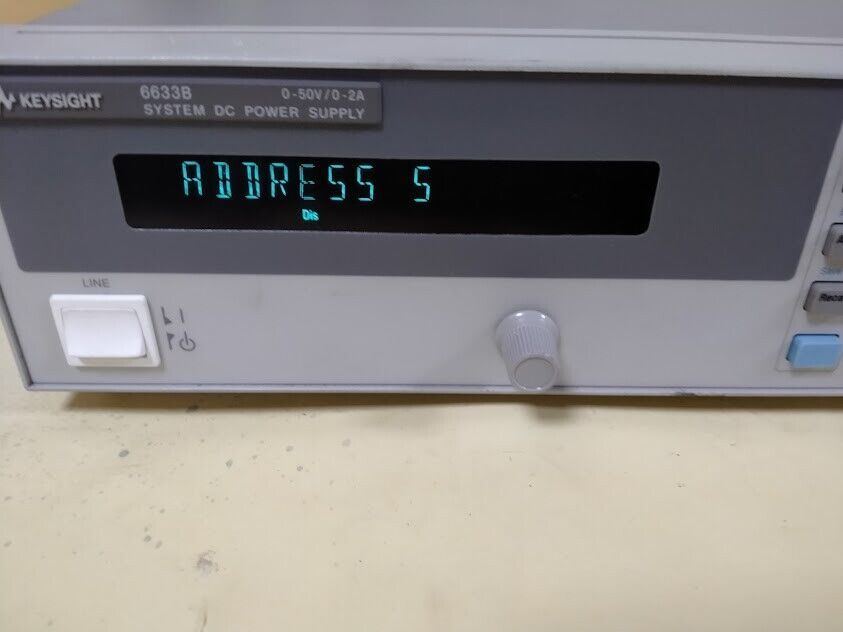 KEYSIGHT
6633B 0-50V/0-2A
SYSTEM DC POWER SUPPLY
ADDRESS 5
Dis
LINE